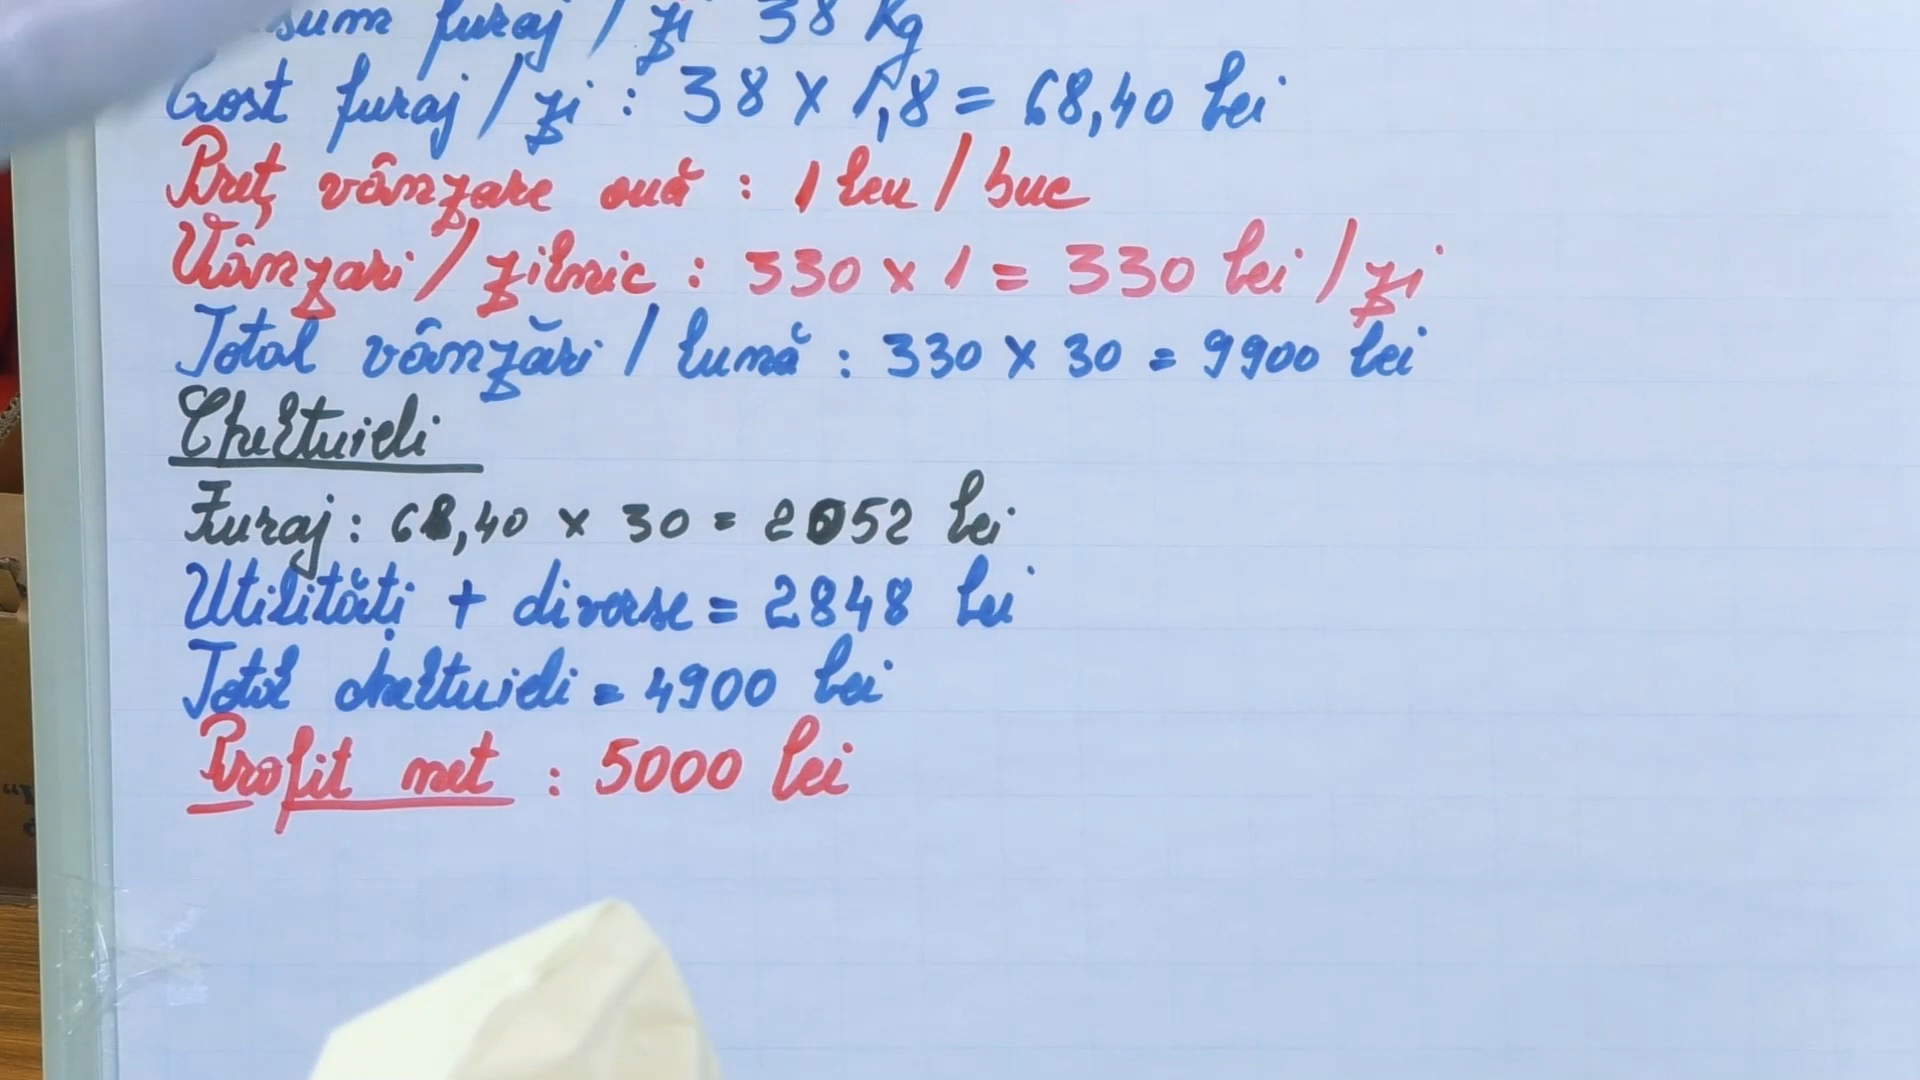 sum furaj / zi 38 Kg
Cost furaj / zi : 38 x 1,8 = 68,40 lei
Preț vânzare ouă : 1 leu / buc
Vânzari / zilnic : 330 x 1 = 330 lei / zi
Total vânzări / lună : 330 x 30 = 9900 lei
Cheltuieli
Furaj : 68,40 x 30 = 2052 lei
Utilități + diverse = 2848 lei
Total cheltuieli = 4900 lei
Profit net : 5000 lei